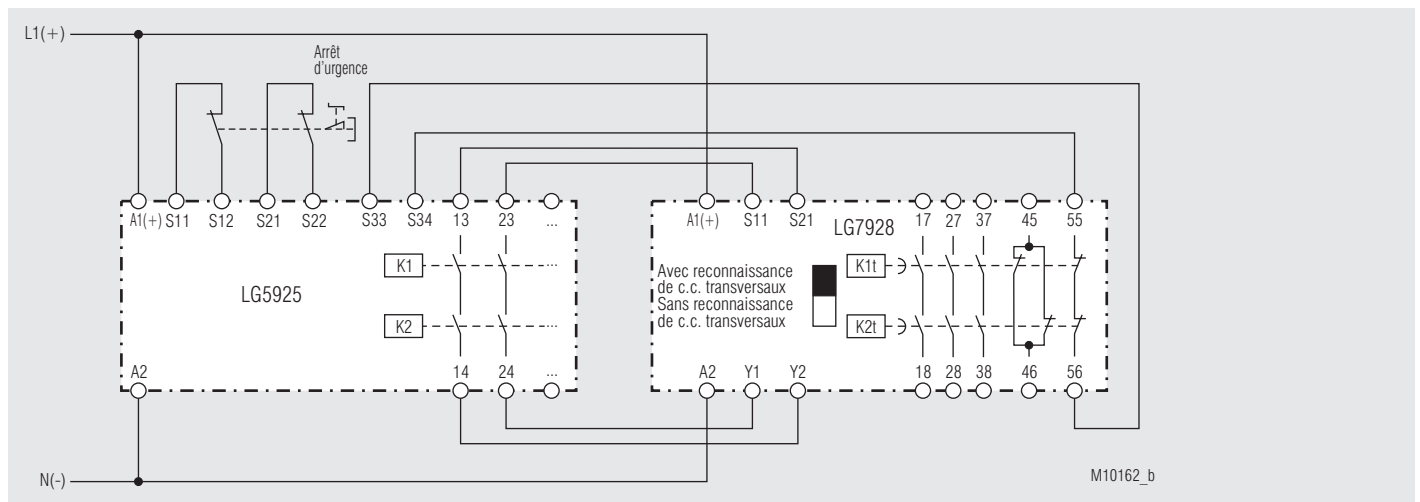 L1(+)
Arrêt
d'urgence
A1(+) S11 S12 S21 S22 S33 S34 13 23 ...
A1(+) S11 S21 17 27 37 45 55
LG7928
LG5925
K1 ...
K2 ...
Avec reconnaissance
de c.c. transversaux
Sans reconnaissance
de c.c. transversaux
K1t
K2t
A2 14 24 ...
A2 Y1 Y2 18 28 38 46 56
N(-)
M10162_b